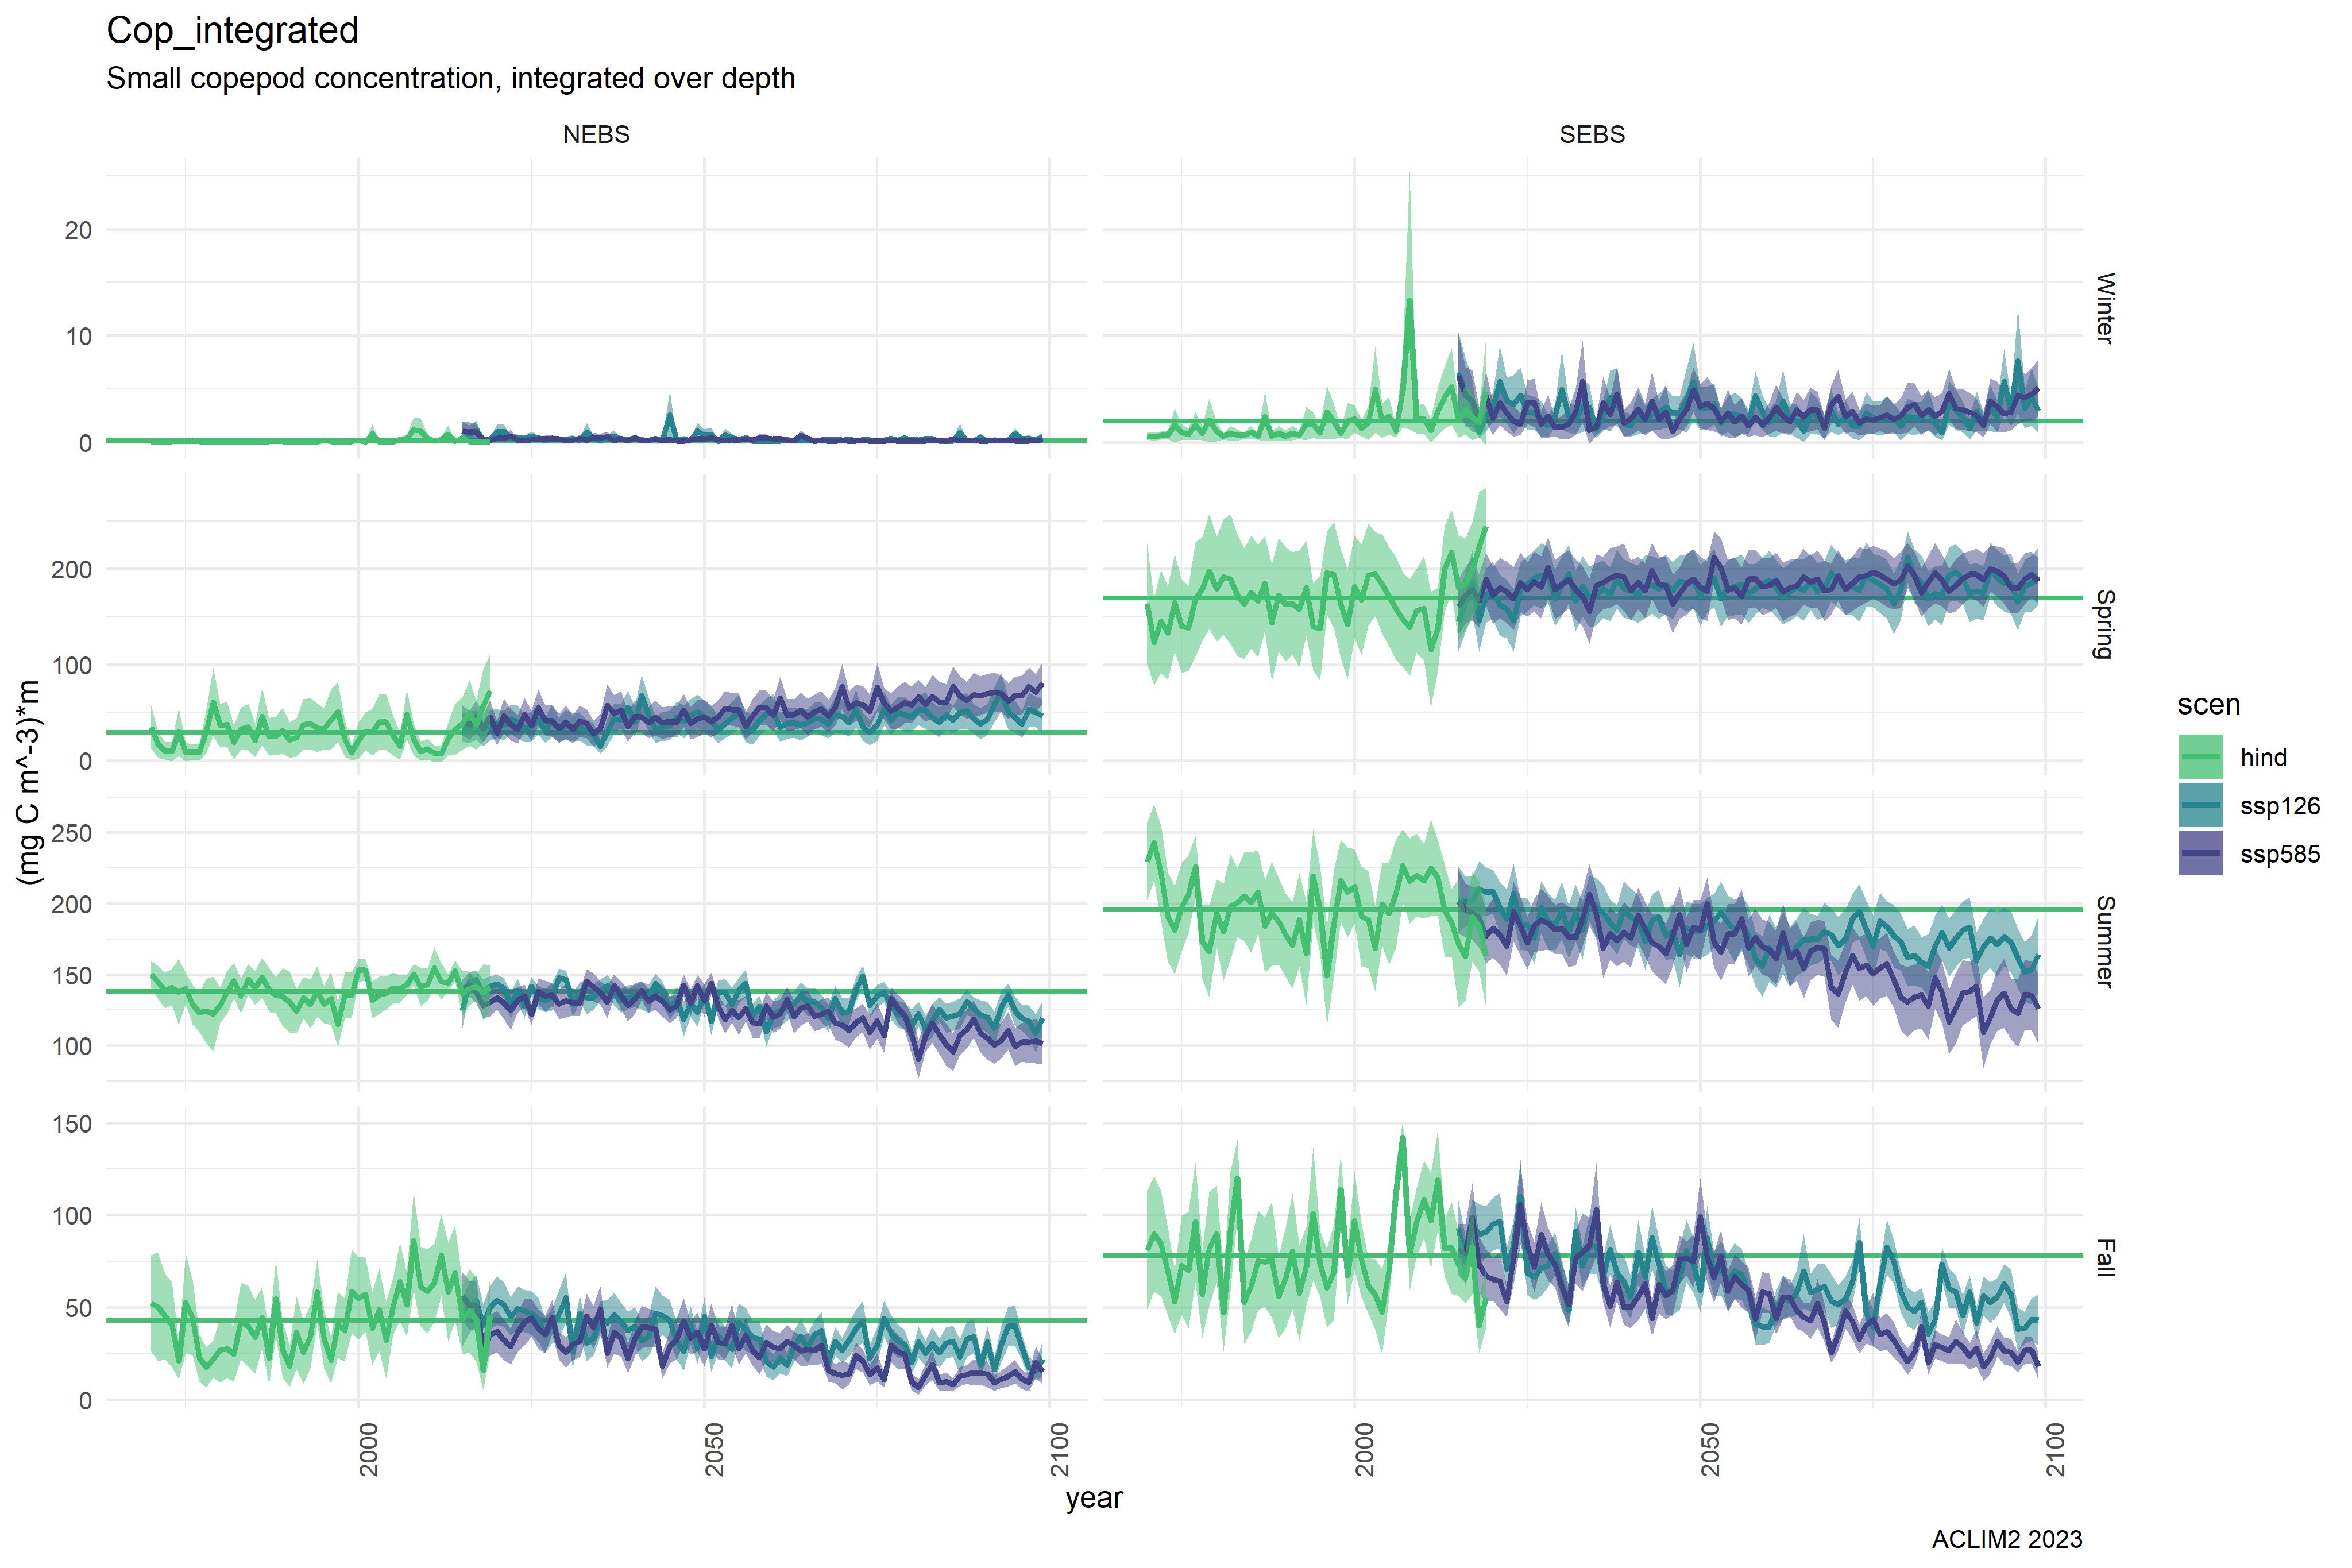 Cop_integrated
Small copepod concentration, integrated over depth
NEBS
SEBS
20
10
0
Winter
200
100
0
Spring
250
200
150
100
Summer
150
100
50
0
Fall
(mg C m^-3)*m
2000
2050
2100
2000
2050
2100
year
scen
hind
ssp126
ssp585
ACLIM2 2023